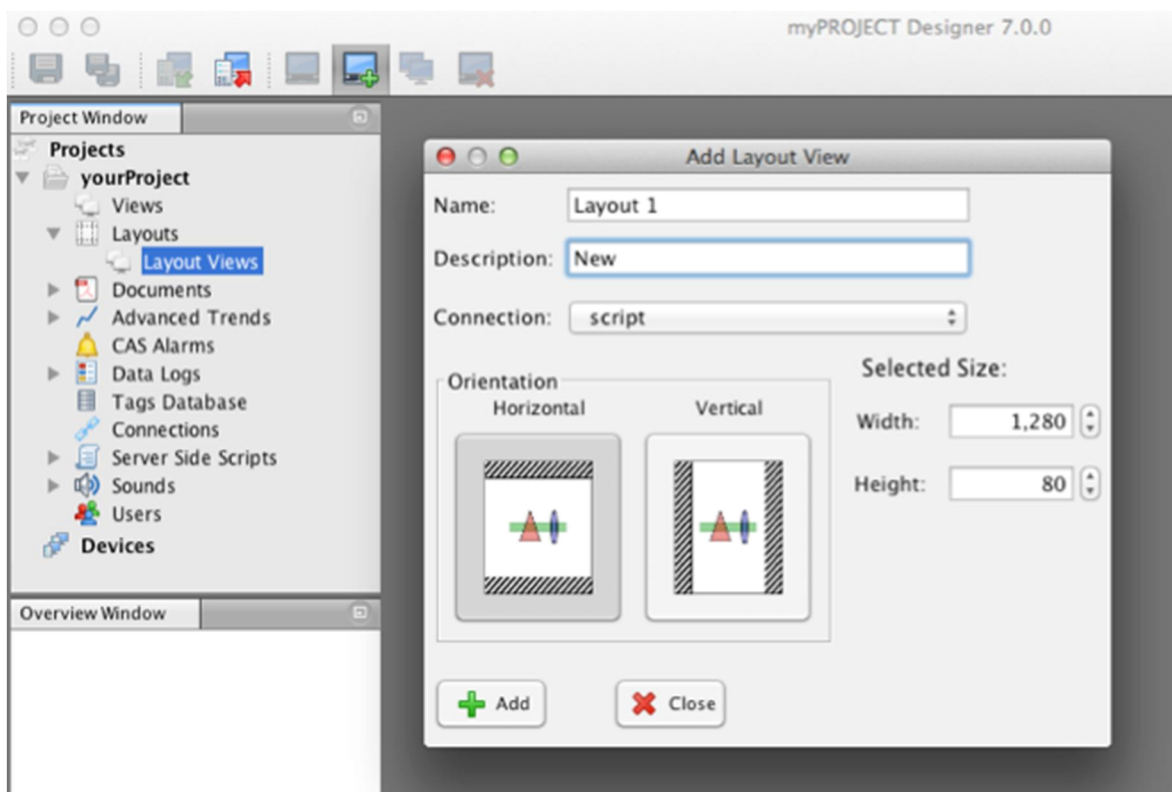 myPROJECT Designer 7.0.0
Project Window
Projects
yourProject
Views
Layouts
Layout Views
Documents
Advanced Trends
CAS Alarms
Data Logs
Tags Database
Connections
Server Side Scripts
Sounds
Users
Devices
Overview Window
Add Layout View
Name: Layout 1
Description: New
Connection: script
Orientation
Horizontal Vertical
Selected Size:
Width: 1,280
Height: 80
Add Close